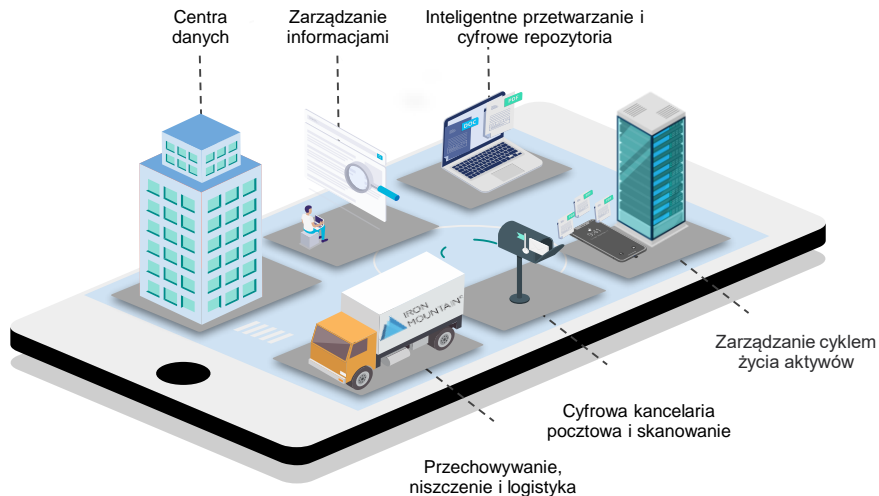 Centra
danych
Zarządzanie
informacjami
Inteligentne przetwarzanie i
cyfrowe repozytoria
DOC
PDF
IRON
MOUNTAIN®
Zarządzanie cyklem
życia aktywów
Cyfrowa kancelaria
pocztowa i skanowanie
Przechowywanie,
niszczenie i logistyka